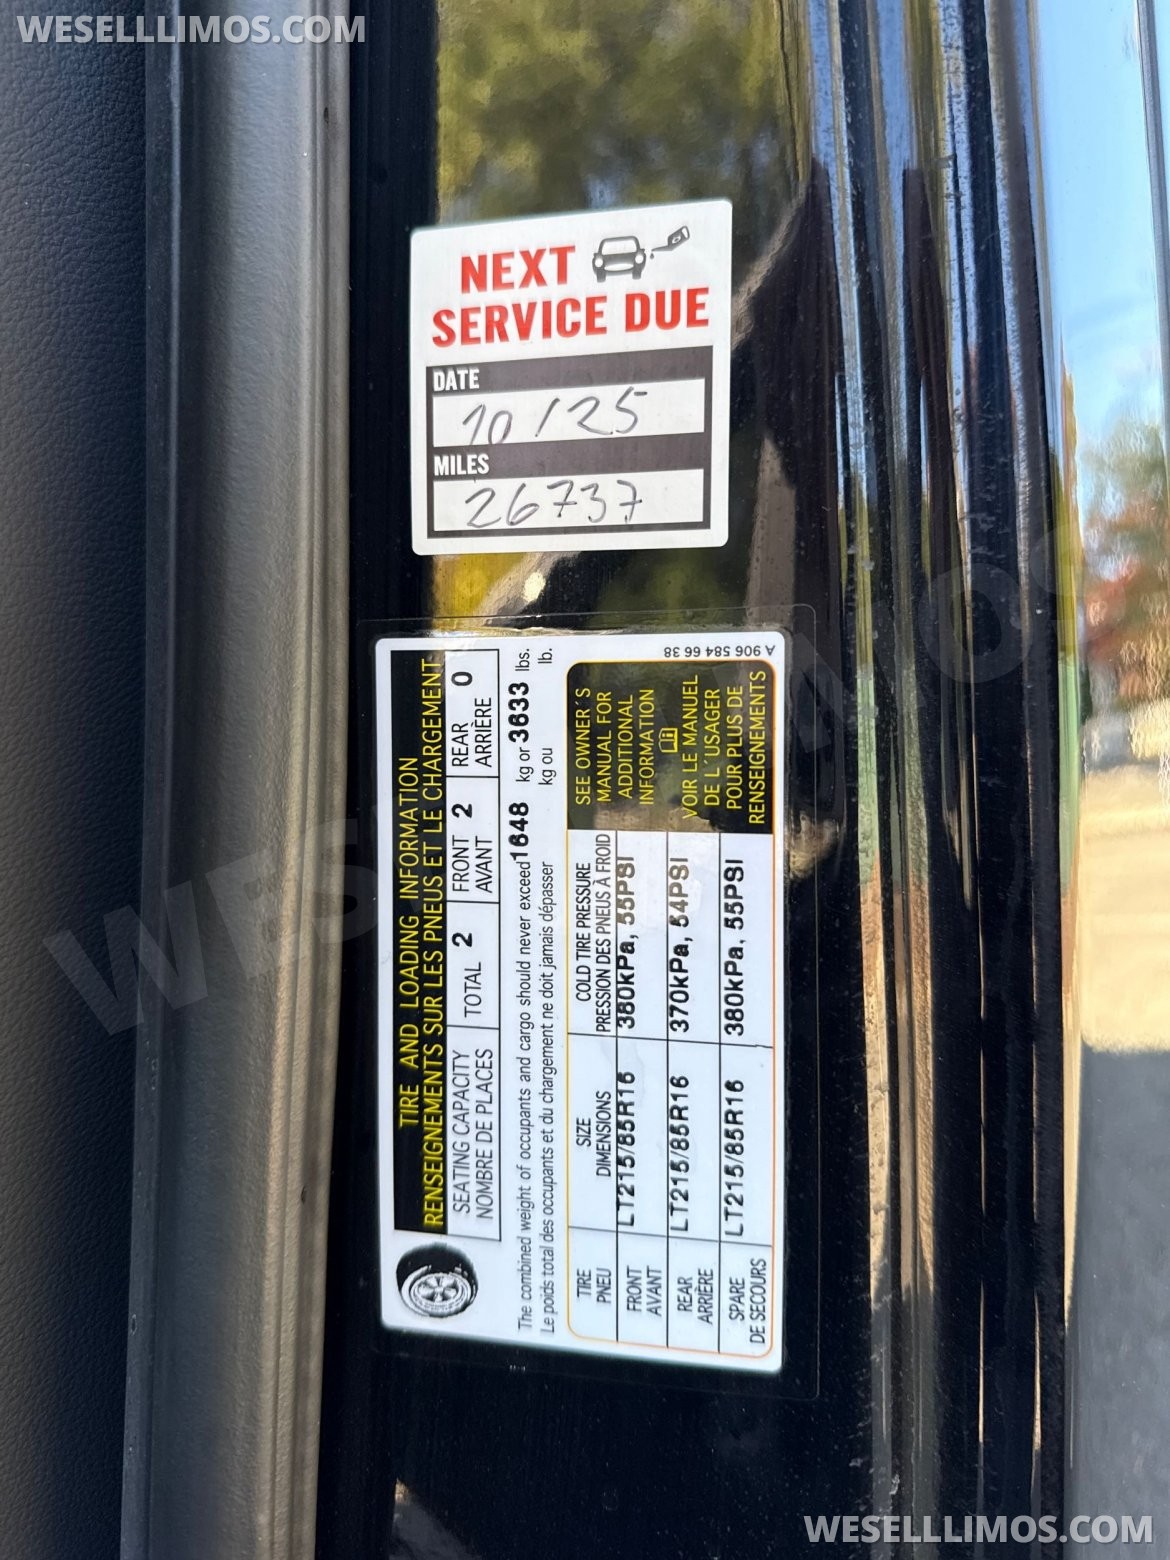 WESELLLIMOS.COM
NEXT
SERVICE DUE
DATE
10/25
MILES
26737
TIRE AND LOADING INFORMATION
RENSEIGNEMENTS SUR LES PNEUS ET LE CHARGEMENT
SEATING CAPACITY TOTAL 2 FRONT 2 REAR 0
NOMBRE DE PLACES AVANT ARRIÈRE
The combined weight of occupants and cargo should never exceed 1648 kg or 3633 lbs.
Le poids total des occupants et du chargement ne doit jamais dépasser kg ou lb.
TIRE SIZE COLD TIRE PRESSURE
PNEU DIMENSIONS PRESSION DES PNEUS À FROID
FRONT LT215/85R16 380kPa, 55PSI
AVANT
REAR LT215/85R16 370kPa, 54PSI
ARRIÈRE
SPARE LT215/85R16 380kPa, 55PSI
DE SECOURS
SEE OWNER'S
MANUAL FOR
ADDITIONAL
INFORMATION
VOIR LE MANUEL
DE L'USAGER
POUR PLUS DE
RENSEIGNEMENTS
A 906 584 66 38
WESELLLIMOS.COM